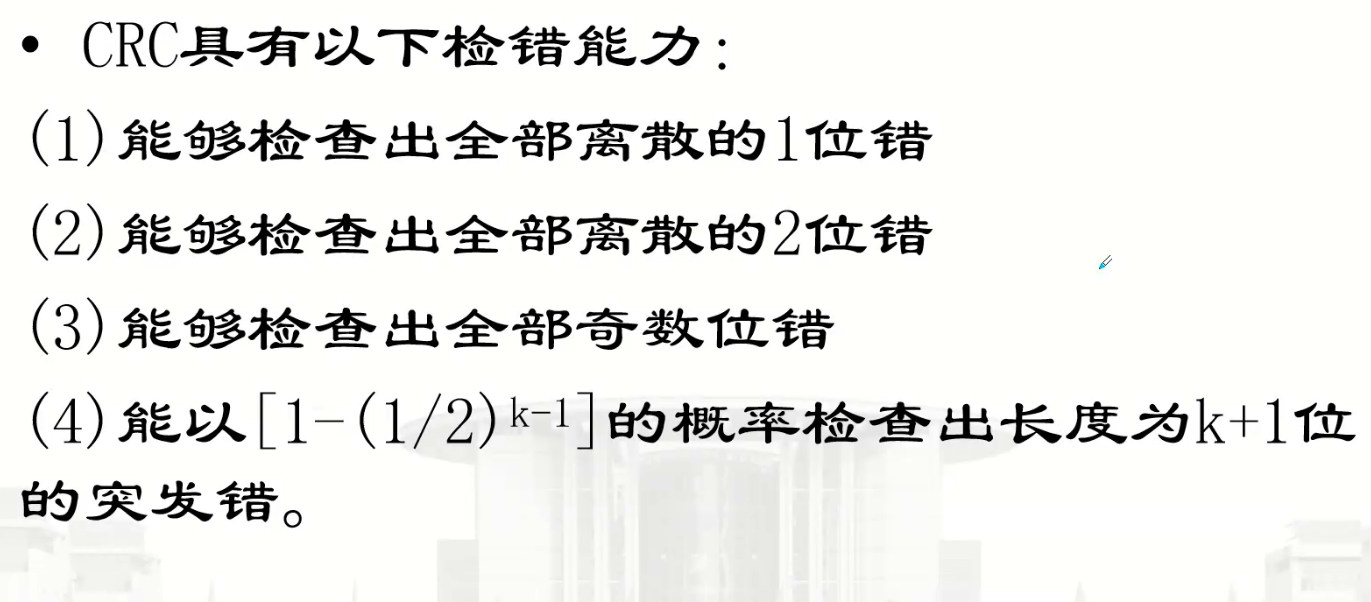 • CRC具有以下检错能力:
(1)能够检查出全部离散的1位错
(2)能够检查出全部离散的2位错
(3)能够检查出全部奇数位错
(4)能以[1-(1/2)^{k-1}]的概率检查出长度为k+1位
的突发错。